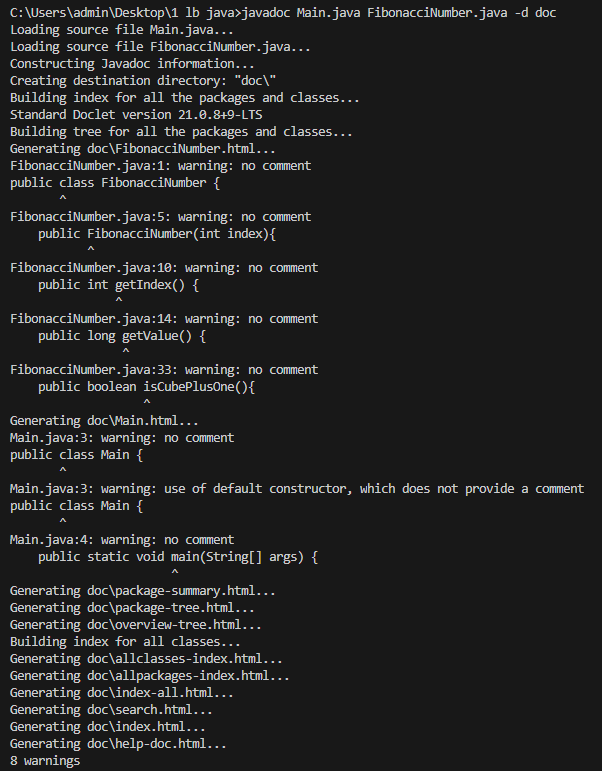 C:\Users\admin\Desktop\1 lb java>javadoc Main.java FibonacciNumber.java -d doc
Loading source file Main.java...
Loading source file FibonacciNumber.java...
Constructing Javadoc information...
Creating destination directory: "doc\"
Building index for all the packages and classes...
Standard Doclet version 21.0.8+9-LTS
Building tree for all the packages and classes...
Generating doc\FibonacciNumber.html...
FibonacciNumber.java:1: warning: no comment
public class FibonacciNumber {
       ^
FibonacciNumber.java:5: warning: no comment
    public FibonacciNumber(int index){
           ^
FibonacciNumber.java:10: warning: no comment
    public int getIndex() {
               ^
FibonacciNumber.java:14: warning: no comment
    public long getValue() {
                ^
FibonacciNumber.java:33: warning: no comment
    public boolean isCubePlusOne(){
                   ^
Generating doc\Main.html...
Main.java:3: warning: no comment
public class Main {
       ^
Main.java:3: warning: use of default constructor, which does not provide a comment
public class Main {
       ^
Main.java:4: warning: no comment
    public static void main(String[] args) {
                       ^
Generating doc\package-summary.html...
Generating doc\package-tree.html...
Generating doc\overview-tree.html...
Building index for all classes...
Generating doc\allclasses-index.html...
Generating doc\allpackages-index.html...
Generating doc\index-all.html...
Generating doc\search.html...
Generating doc\index.html...
Generating doc\help-doc.html...
8 warnings